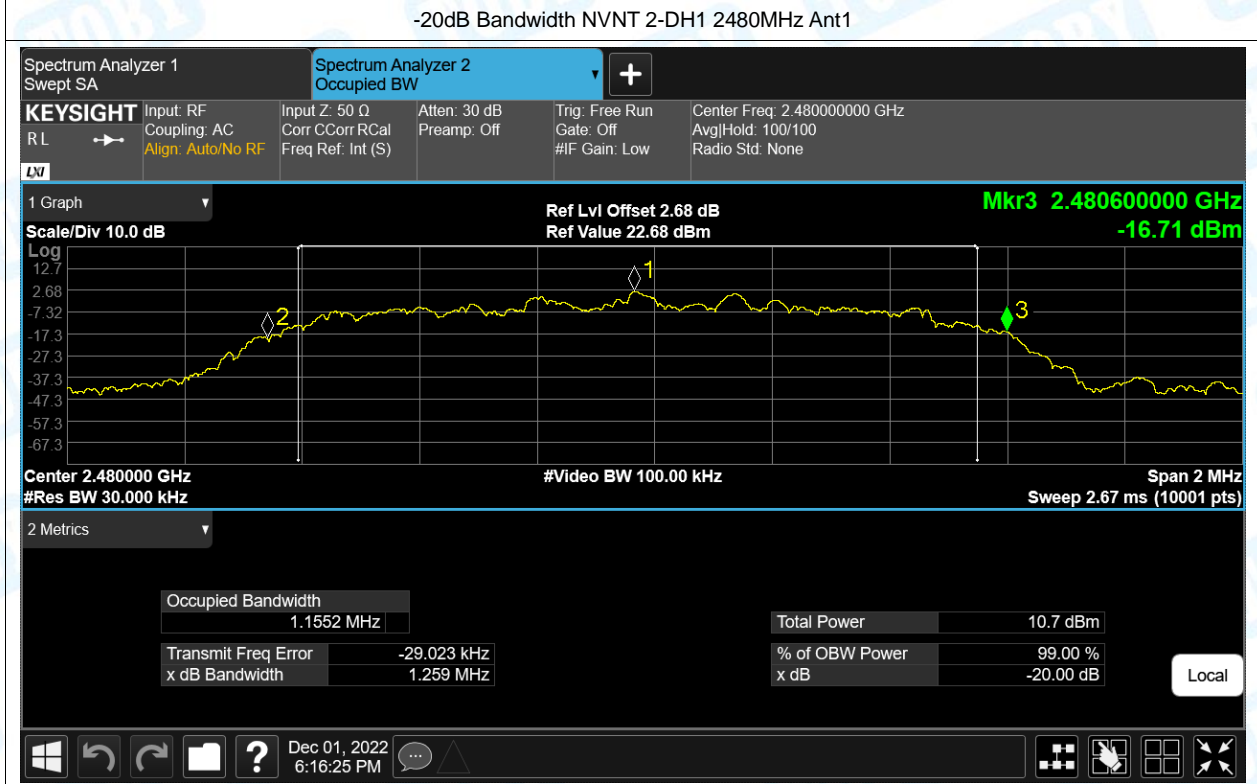 -20dB Bandwidth NVNT 2-DH1 2480MHz Ant1
Spectrum Analyzer 1
Swept SA
Spectrum Analyzer 2
Occupied BW
KEYSIGHT
R L
LXI
Input: RF
Coupling: AC
Align: Auto/No RF
Input Z: 50 Ω
Corr CCorr RCal
Freq Ref: Int (S)
Atten: 30 dB
Preamp: Off
Trig: Free Run
Gate: Off
#IF Gain: Low
Center Freq: 2.480000000 GHz
Avg|Hold: 100/100
Radio Std: None
1 Graph
Scale/Div 10.0 dB
Ref Lvl Offset 2.68 dB
Ref Value 22.68 dBm
Mkr3 2.480600000 GHz
-16.71 dBm
Log
12.7
2.68
-7.32
-17.3
-27.3
-37.3
-47.3
-57.3
-67.3
1
2
3
Center 2.480000 GHz
#Res BW 30.000 kHz
#Video BW 100.00 kHz
Span 2 MHz
Sweep 2.67 ms (10001 pts)
2 Metrics
Occupied Bandwidth
1.1552 MHz
Transmit Freq Error -29.023 kHz
x dB Bandwidth 1.259 MHz
Total Power 10.7 dBm
% of OBW Power 99.00 %
x dB -20.00 dB
Local
Dec 01, 2022
6:16:25 PM